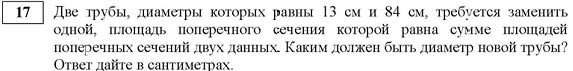 17 Две трубы, диаметры которых равны 13 см и 84 см, требуется заменить
одной, площадь поперечного сечения которой равна сумме площадей
поперечных сечений двух данных. Каким должен быть диаметр новой трубы?
Ответ дайте в сантиметрах.